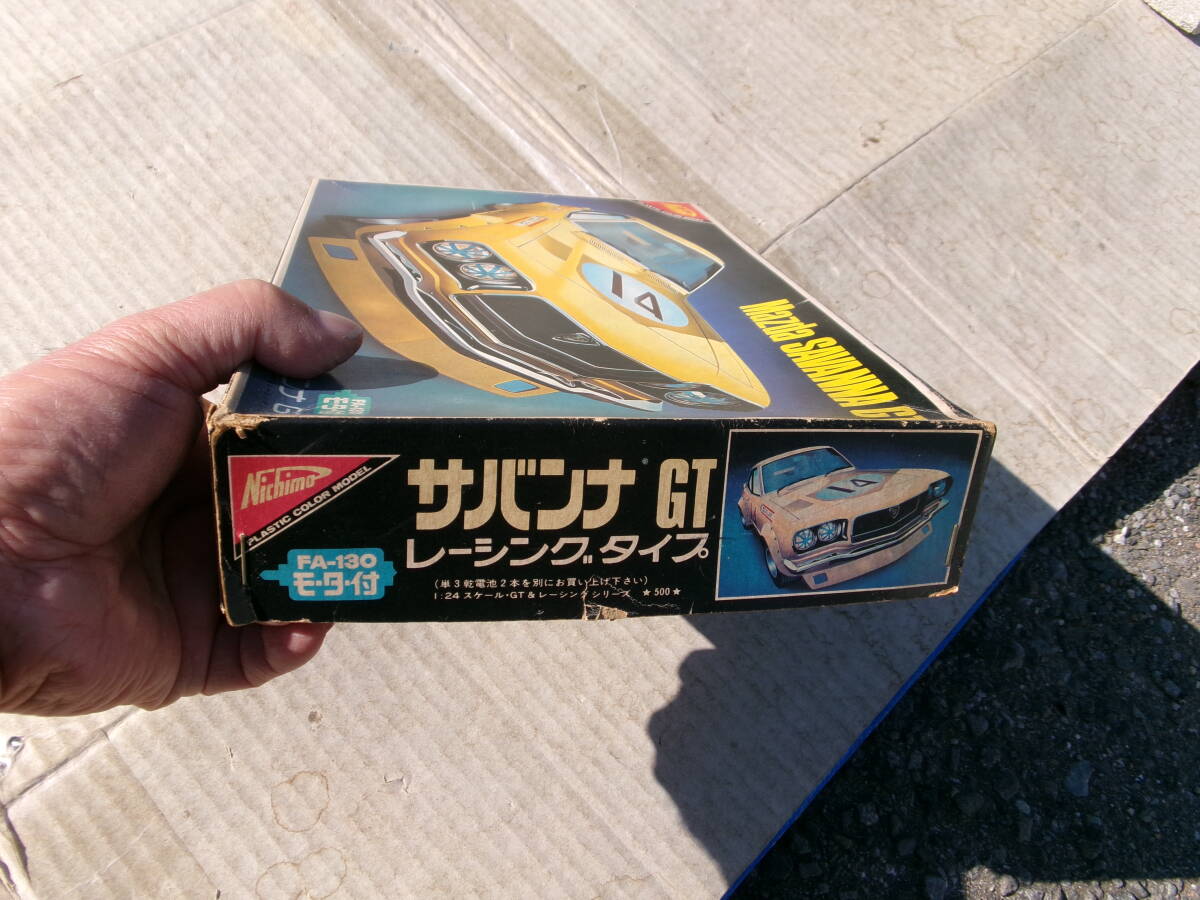 14
Mazda SAVANNA G
Nichimo
PLASTIC COLOR MODEL
サバンナ GT
レーシングタイプ
FA-130
モ・タ・付
(単3乾電池2本を別にお買い上げ下さい)
1:24 スケール・GT&レーシングシリーズ ★500★
14